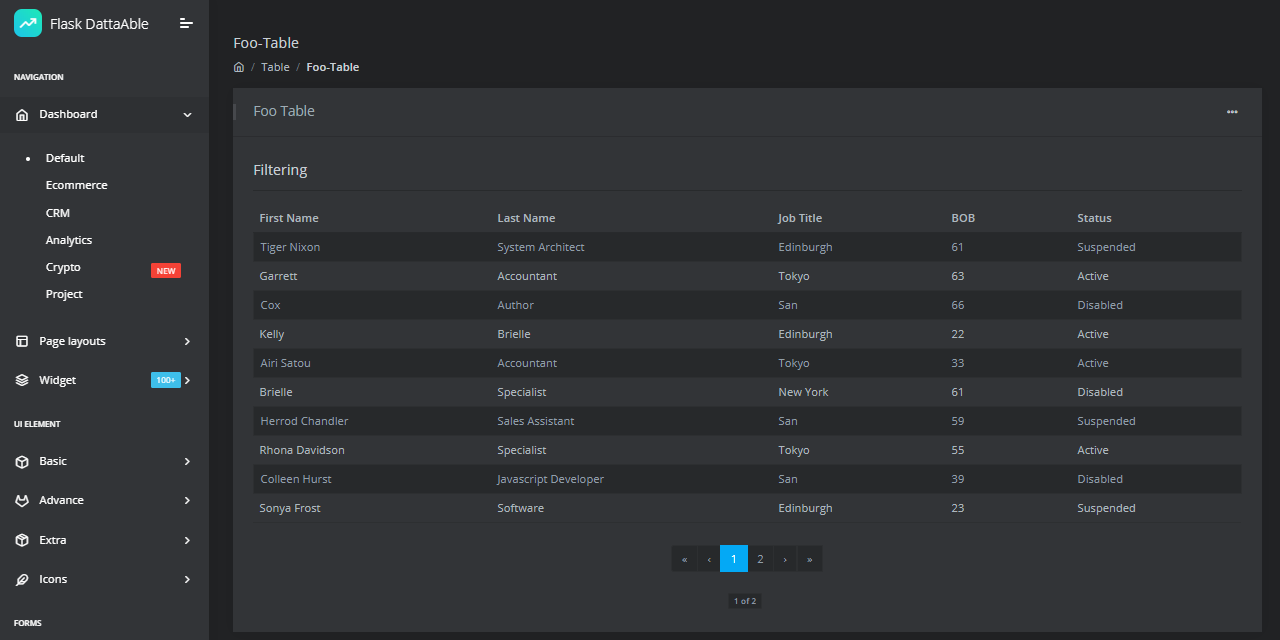 Flask DattaAble
NAVIGATION
Dashboard
Default
Ecommerce
CRM
Analytics
Crypto NEW
Project
Page layouts
Widget 100+
UI ELEMENT
Basic
Advance
Extra
Icons
FORMS
Foo-Table
/ Table / Foo-Table
Foo Table
Filtering
First Name Last Name Job Title BOB Status
Tiger Nixon System Architect Edinburgh 61 Suspended
Garrett Accountant Tokyo 63 Active
Cox Author San 66 Disabled
Kelly Brielle Edinburgh 22 Active
Airi Satou Accountant Tokyo 33 Active
Brielle Specialist New York 61 Disabled
Herrod Chandler Sales Assistant San 59 Suspended
Rhona Davidson Specialist Tokyo 55 Active
Colleen Hurst Javascript Developer San 39 Disabled
Sonya Frost Software Edinburgh 23 Suspended
« ‹ 1 2 › »
1 of 2